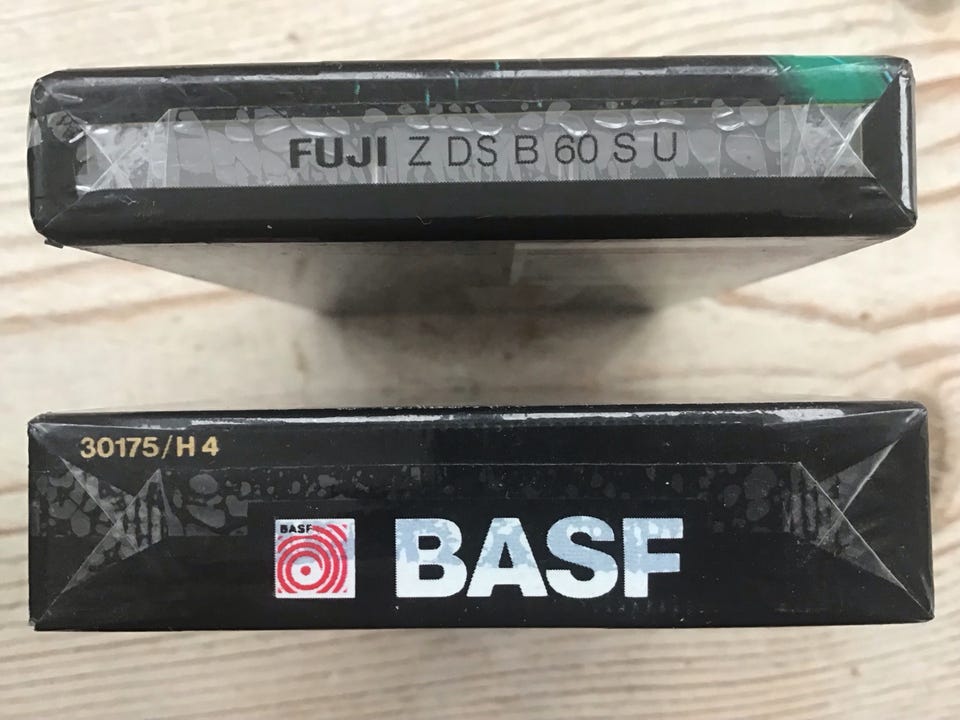 FUJI Z DS B 60 S U
30175/H 4
BASF
BASF